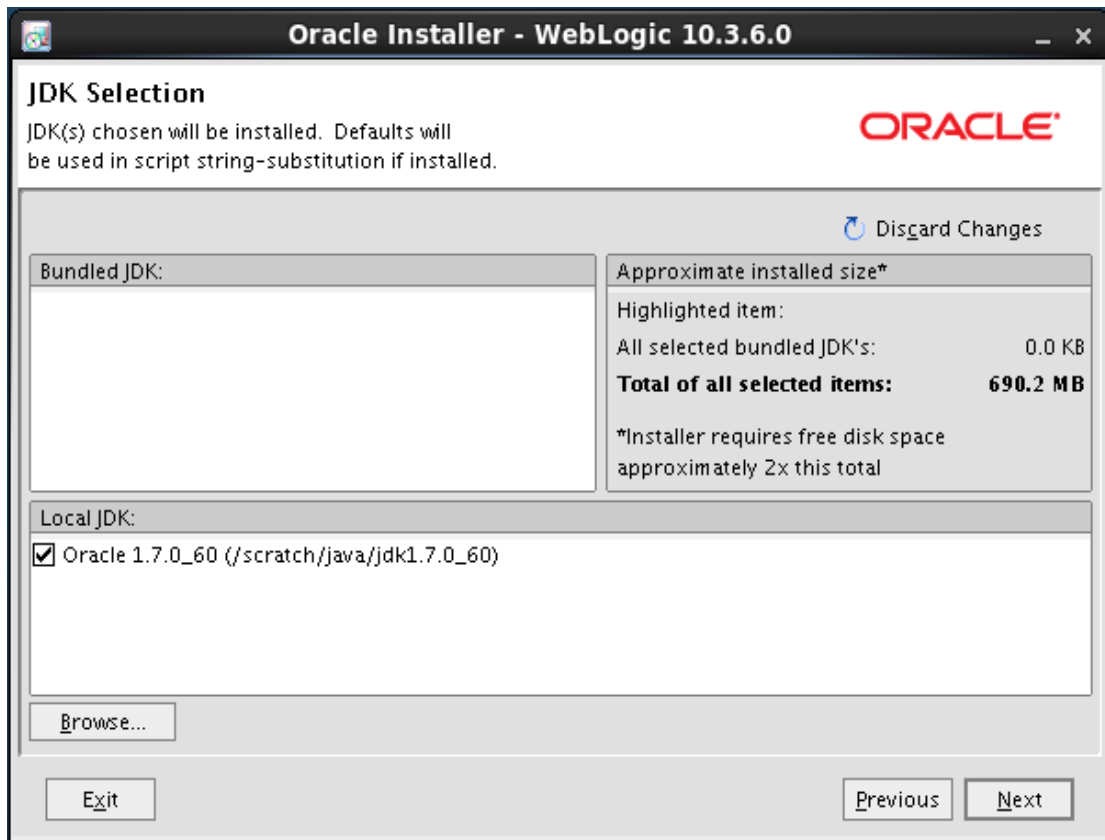 Oracle Installer - WebLogic 10.3.6.0
JDK Selection
JDK(s) chosen will be installed. Defaults will
be used in script string-substitution if installed.
ORACLE
Discard Changes
Bundled JDK:
Approximate installed size*
Highlighted item:
All selected bundled JDK's: 0.0 KB
Total of all selected items: 690.2 MB
*Installer requires free disk space
approximately 2x this total
Local JDK:
Oracle 1.7.0_60 (/scratch/java/jdk1.7.0_60)
Browse...
Exit
Previous
Next